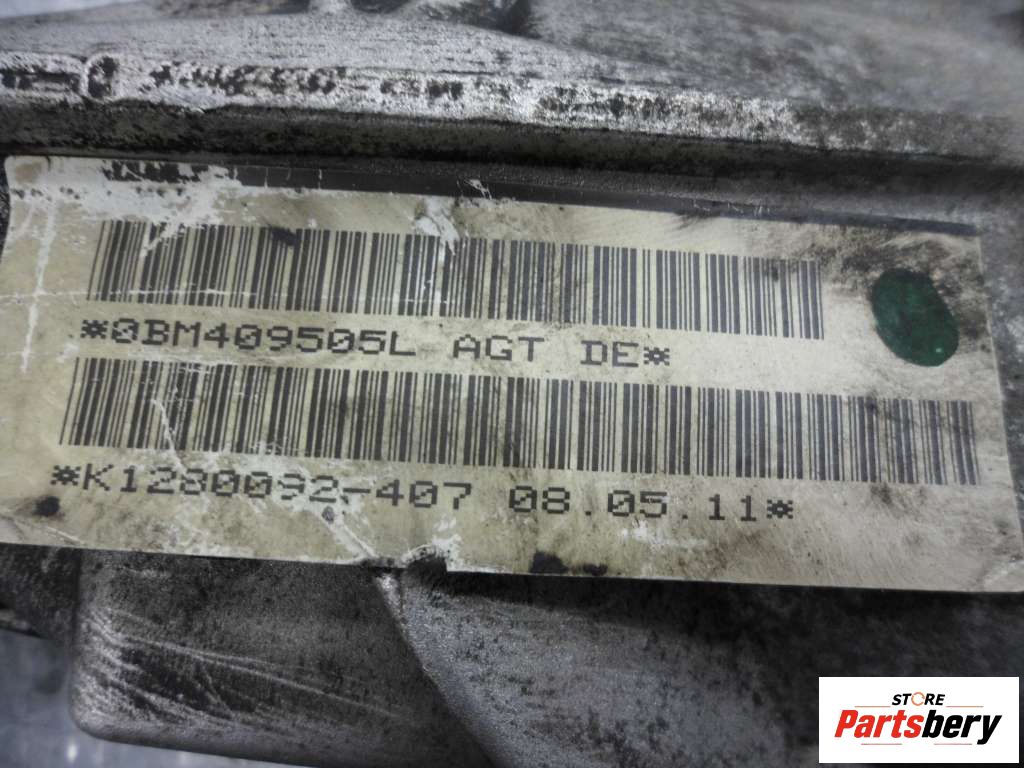 *0BM409505L AGT DE*
*K1280092-407 08.05.11*
STORE
Partsbery